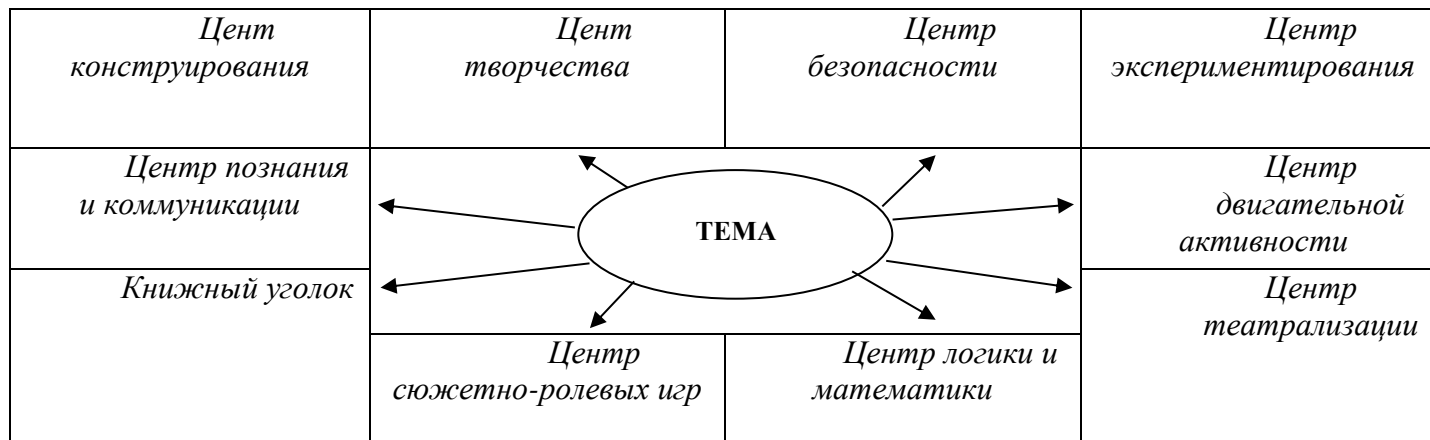 Цент
конструирования
Цент
творчества
Центр
безопасности
Центр
экспериментирования
Центр познания
и коммуникации
ТЕМА
Центр
двигательной
активности
Книжный уголок
Центр
театрализации
Центр
сюжетно-ролевых игр
Центр логики и
математики